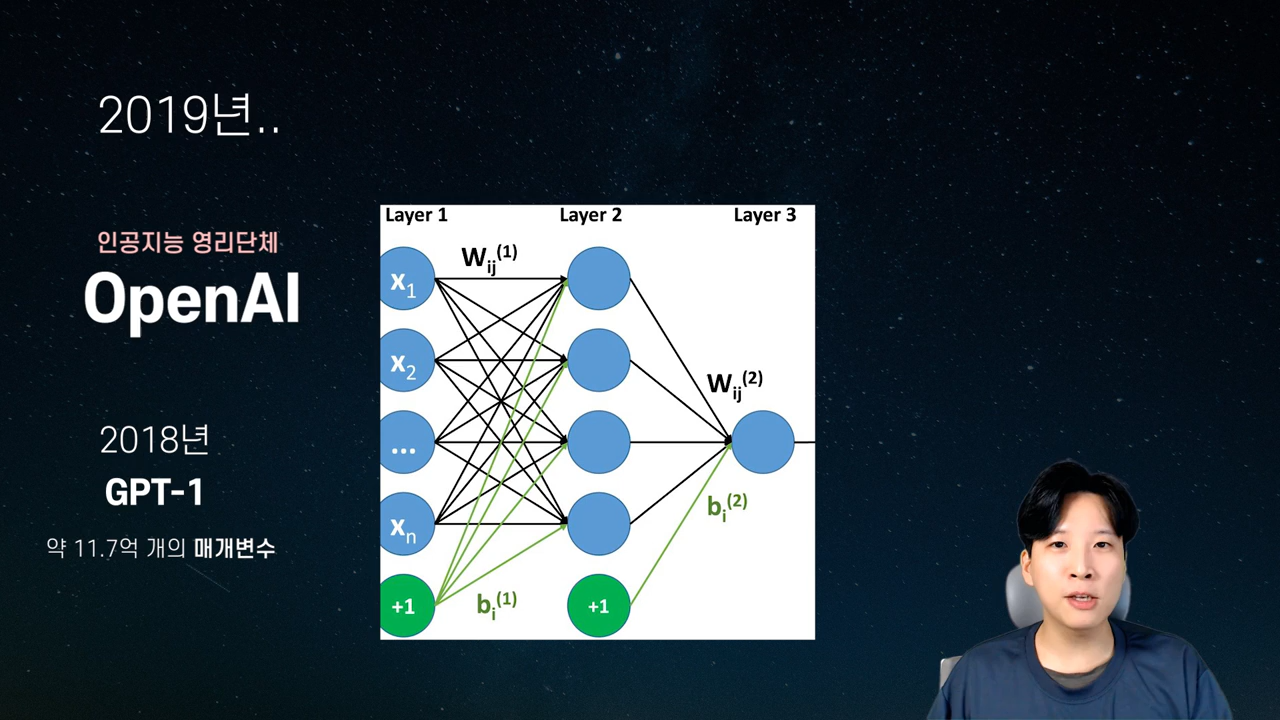 2019년..
인공지능 영리단체
OpenAI
2018년
GPT-1
약 11.7억 개의 매개변수
Layer 1 Layer 2 Layer 3
Wij(1)
x1
x2
Wij(2)
...
xn
bi(2)
+1 +1
bi(1)